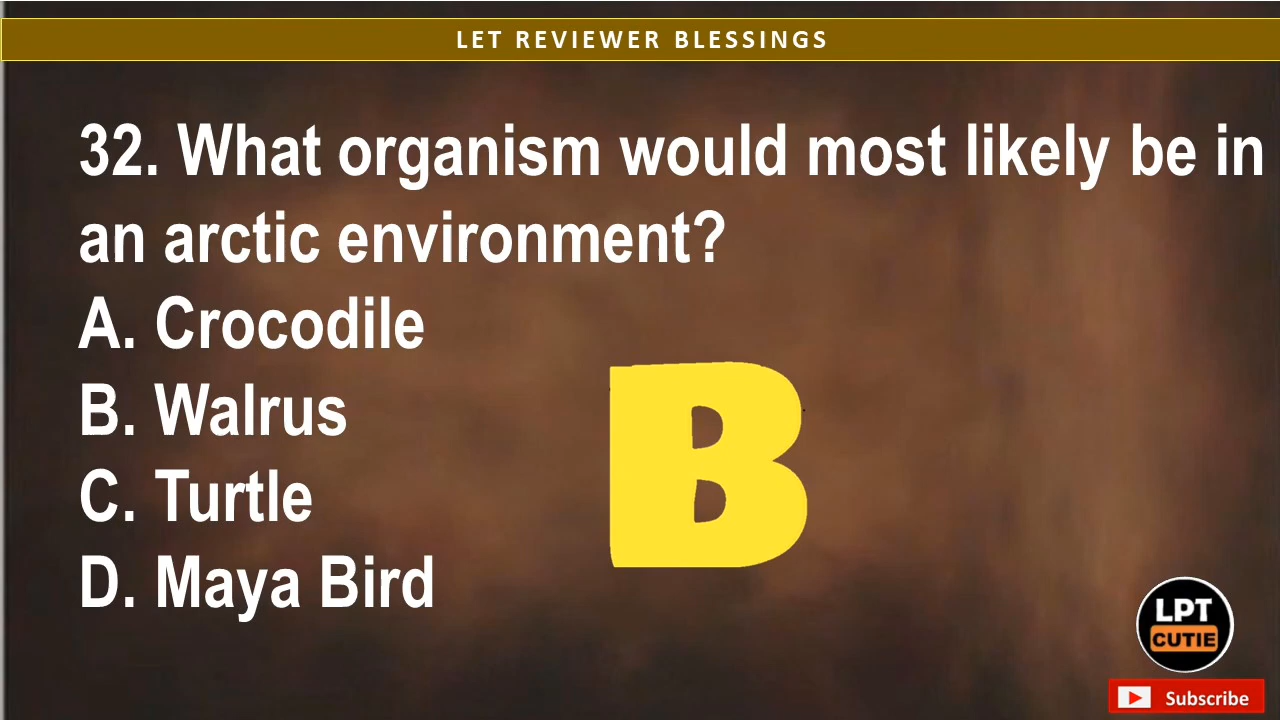 LET REVIEWER BLESSINGS
32. What organism would most likely be in
an arctic environment?
A. Crocodile
B. Walrus
B
C. Turtle
D. Maya Bird
LPT
CUTIE
Subscribe